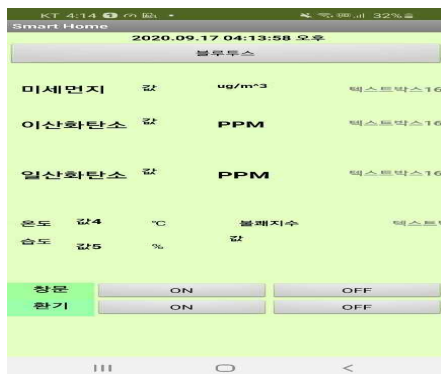 KT 4:14
32%
Smart Home
2020.09.17 04:13:58 오후
블루투스
미세먼지 값 ug/m^3 텍스트박스16
이산화탄소 값 PPM 텍스트박스16
일산화탄소 값 PPM 텍스트박스16
온도 값4 °C 불쾌지수 텍스트
습도 값5 % 값
창문 ON OFF
환기 ON OFF